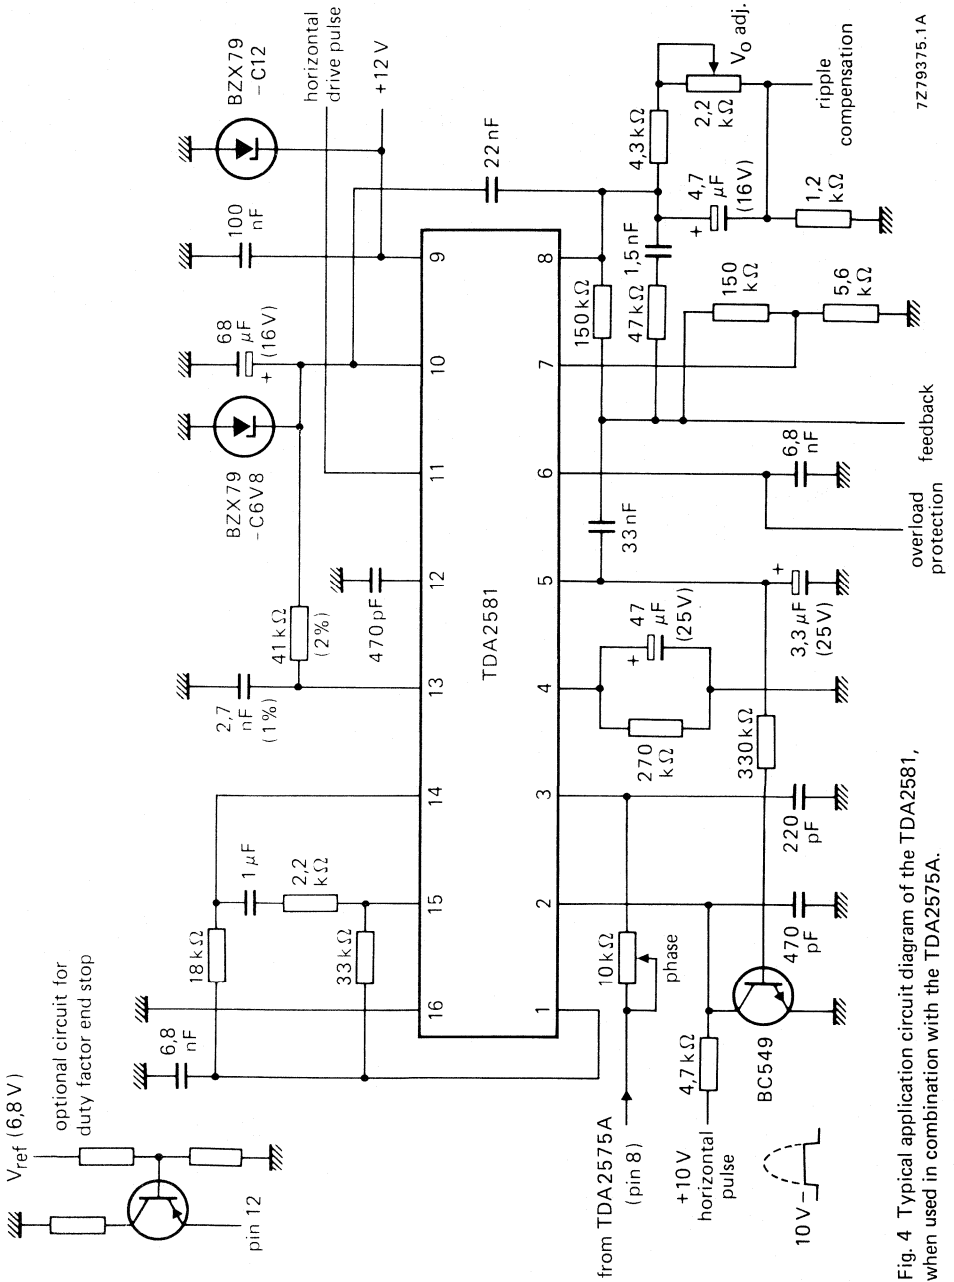 V_ref (6,8 V)
optional circuit for
duty factor end stop
pin 12
6,8
nF
18 kΩ
1 µF
2,2
kΩ
33 kΩ
2,7
nF
(1%)
41 kΩ
(2%)
470 pF
BZX79
-C6V8
68
µF
(16V)
+
100
nF
BZX79
-C12
horizontal
drive pulse
+12 V
22 nF
16
15
14
13
12
11
10
9
TDA2581
1
2
3
4
5
6
7
8
from TDA2575A
(pin 8)
10 kΩ
phase
+10 V
horizontal
pulse
4,7 kΩ
10 V
BC549
470
pF
220
pF
330 kΩ
270
kΩ
+
47
µF
(25V)
+
3,3 µF
(25V)
33 nF
overload
protection
6,8
nF
feedback
150 kΩ
47 kΩ
1,5 nF
150
kΩ
5,6
kΩ
4,3 kΩ
+
4,7
µF
(16V)
1,2
kΩ
2,2
kΩ
V_o adj.
ripple
compensation
7Z79375.1A
Fig. 4 Typical application circuit diagram of the TDA2581,
when used in combination with the TDA2575A.